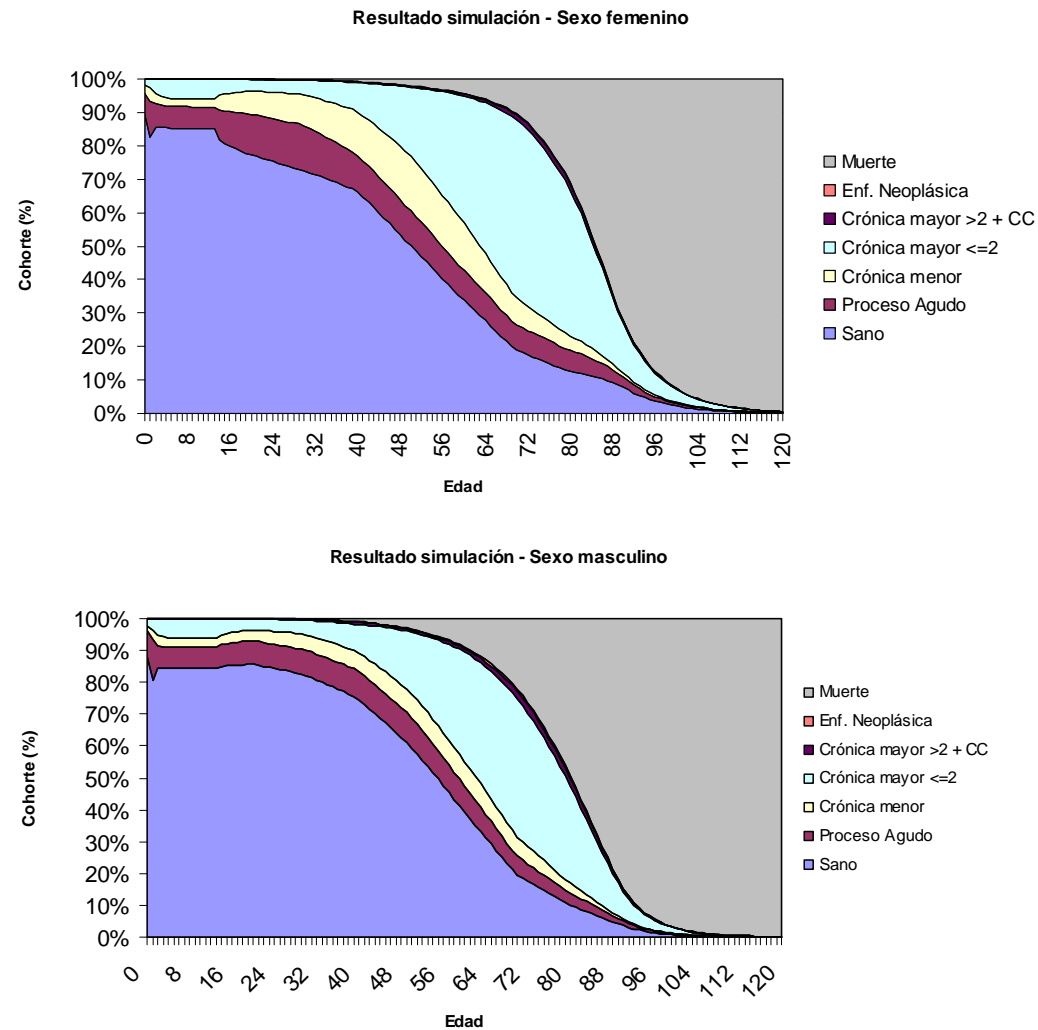 Resultado simulación - Sexo femenino
100%
90%
80%
70%
60%
50%
40%
30%
20%
10%
0%
Cohorte (%)
0 8 16 24 32 40 48 56 64 72 80 88 96 104 112 120
Edad
Muerte
Enf. Neoplásica
Crónica mayor >2 + CC
Crónica mayor <=2
Crónica menor
Proceso Agudo
Sano
Resultado simulación - Sexo masculino
100%
90%
80%
70%
60%
50%
40%
30%
20%
10%
0%
Cohorte (%)
0 8 16 24 32 40 48 56 64 72 80 88 96 104 112 120
Edad
Muerte
Enf. Neoplásica
Crónica mayor >2 + CC
Crónica mayor <=2
Crónica menor
Proceso Agudo
Sano